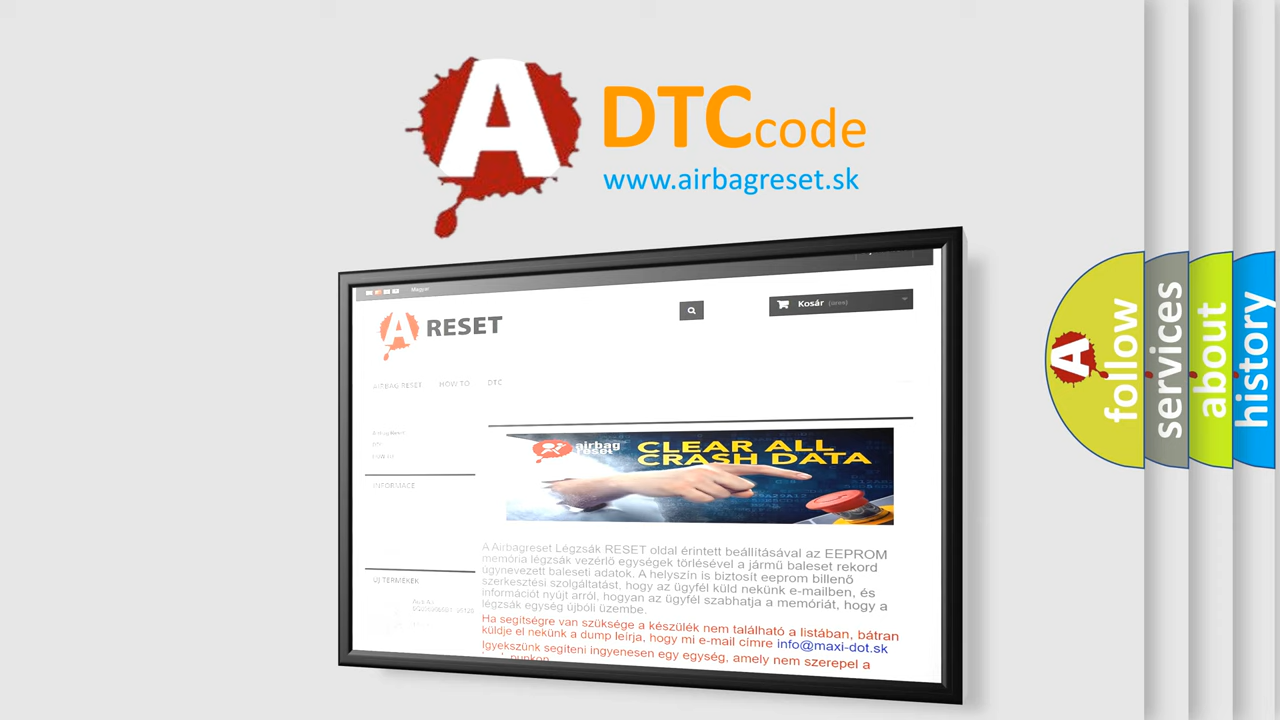 A DTC code
www.airbagreset.sk
Magyar
A RESET
Kosár (üres)
AIRBAG RESET HOW TO DTC
INFORMACE
airbag
reset
CLEAR ALL
CRASH DATA
A Airbagreset Légzsák RESET oldal érintett beállításával az EEPROM
memória légzsák vezérlő egységek törlésével a jármű baleset rekord
úgynevezett baleseti adatok. A helyszín is biztosít eeprom billenő
szerkesztési szolgáltatást, hogy az ügyfél küld nekünk e-mailben, és
információt nyújt arról, hogyan az ügyfél szabhatja a memóriát, hogy a
légzsák egység újbóli üzembe.
Ha segítségre van szüksége a készülék nem található a listában, bátran
küldje el nekünk a dump leírja, hogy mi e-mail címre info@maxi-dot.sk
Igyekszünk segíteni ingyenesen egy egység, amely nem szerepel a
ÚJ TERMÉKEK
A follow
services
about
history